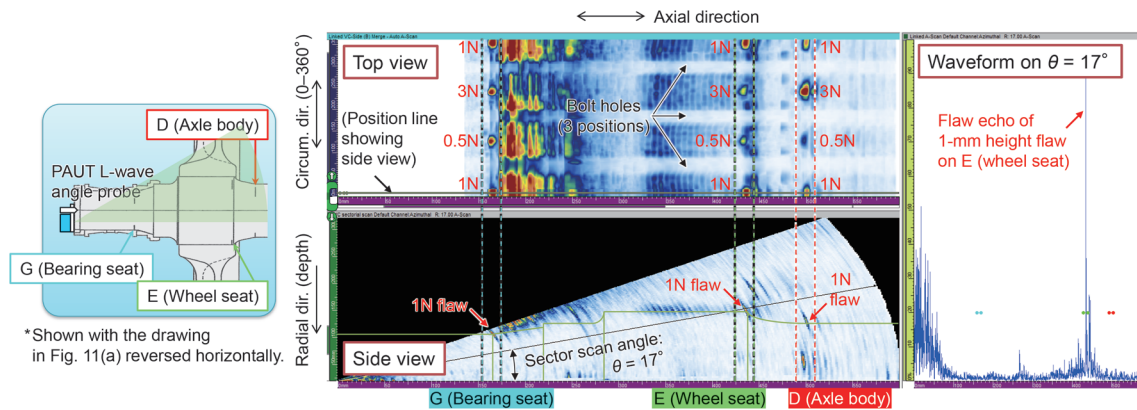 D (Axle body)
PAUT L-wave
angle probe
G (Bearing seat)
E (Wheel seat)
*Shown with the drawing
in Fig. 11(a) reversed horizontally.
Axial direction
Circum. dir. (0–360°)
Radial dir. (depth)
(Position line
showing
side view)
Top view
1N
3N
0.5N
1N
Bolt holes
(3 positions)
1N
3N
0.5N
1N
1N
3N
0.5N
1N
Side view
1N flaw
1N flaw
1N
flaw
Sector scan angle:
θ = 17°
G (Bearing seat)
E (Wheel seat)
D (Axle body)
Waveform on θ = 17°
Flaw echo of
1-mm height flaw
on E (wheel seat)